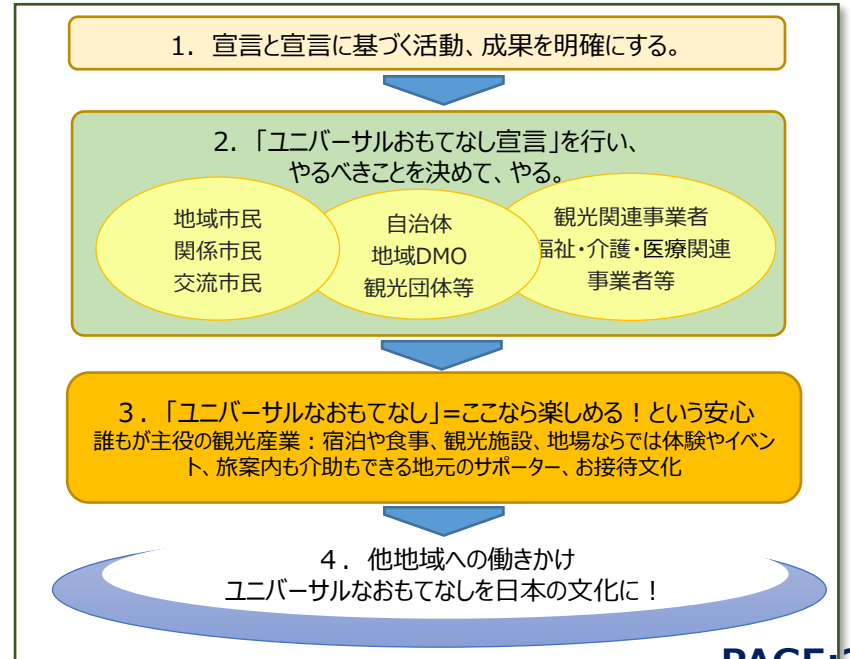 1. 宣言と宣言に基づく活動、成果を明確にする。
2. 「ユニバーサルおもてなし宣言」を行い、
やるべきことを決めて、やる。
地域市民
関係市民
交流市民
自治体
地域DMO
観光団体等
観光関連事業者
福祉・介護・医療関連
事業者等
３．「ユニバーサルなおもてなし」=ここなら楽しめる！という安心
誰もが主役の観光産業：宿泊や食事、観光施設、地場ならでは体験やイベン
ト、旅案内も介助もできる地元のサポーター、お接待文化
４．他地域への働きかけ
ユニバーサルなおもてなしを日本の文化に！
PAGE: